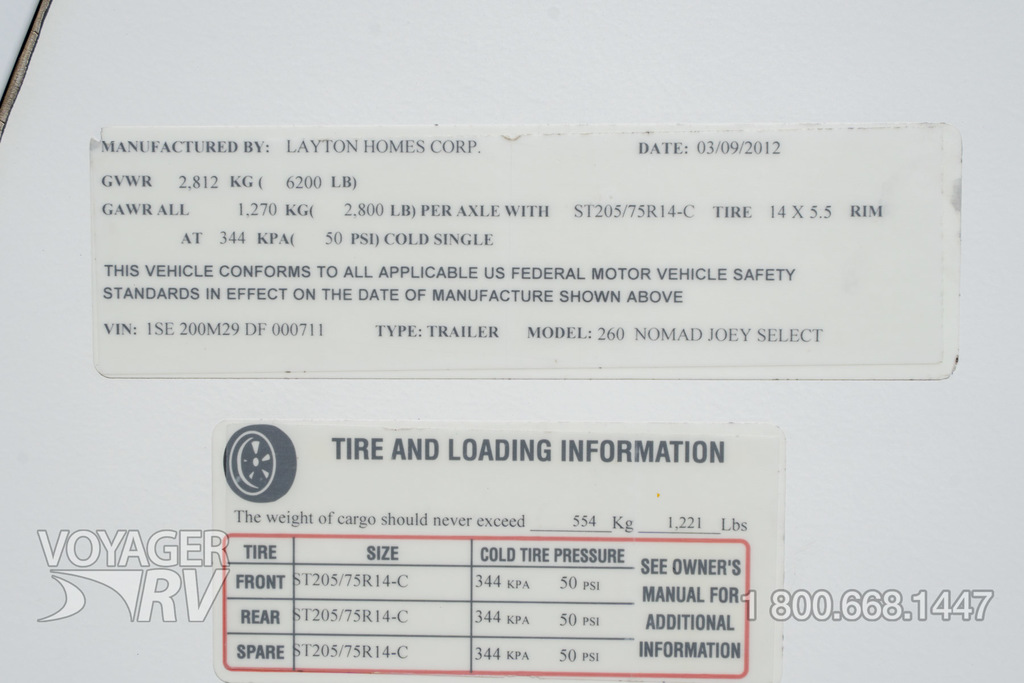 MANUFACTURED BY: LAYTON HOMES CORP. DATE: 03/09/2012
GVWR 2,812 KG ( 6200 LB)
GAWR ALL 1,270 KG( 2,800 LB) PER AXLE WITH ST205/75R14-C TIRE 14 X 5.5 RIM
AT 344 KPA( 50 PSI) COLD SINGLE
THIS VEHICLE CONFORMS TO ALL APPLICABLE US FEDERAL MOTOR VEHICLE SAFETY
STANDARDS IN EFFECT ON THE DATE OF MANUFACTURE SHOWN ABOVE
VIN: 1SE 200M29 DF 000711 TYPE: TRAILER MODEL: 260 NOMAD JOEY SELECT
TIRE AND LOADING INFORMATION
The weight of cargo should never exceed 554 Kg 1,221 Lbs
TIRE SIZE COLD TIRE PRESSURE
FRONT ST205/75R14-C 344 KPA 50 PSI
REAR ST205/75R14-C 344 KPA 50 PSI
SPARE ST205/75R14-C 344 KPA 50 PSI
SEE OWNER'S
MANUAL FOR
ADDITIONAL
INFORMATION
VOYAGER
RV
1 800.668.1447